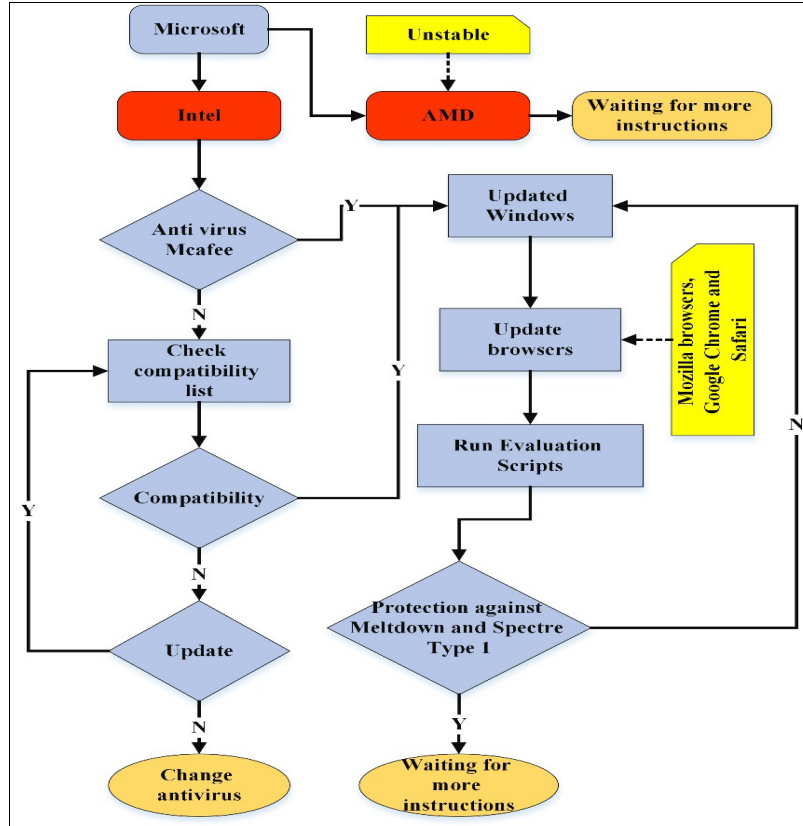 Microsoft
Unstable
Intel
AMD
Waiting for more
instructions
Anti virus
Mcafee
Y
Updated
Windows
N
Check
compatibility
list
Update
browsers
Mozilla browsers,
Google Chrome and
Safari
Y
N
Run Evaluation
Scripts
Compatibility
Y
N
Protection against
Meltdown and Spectre
Type 1
Update
N
Y
Change
antivirus
Waiting for
more
instructions